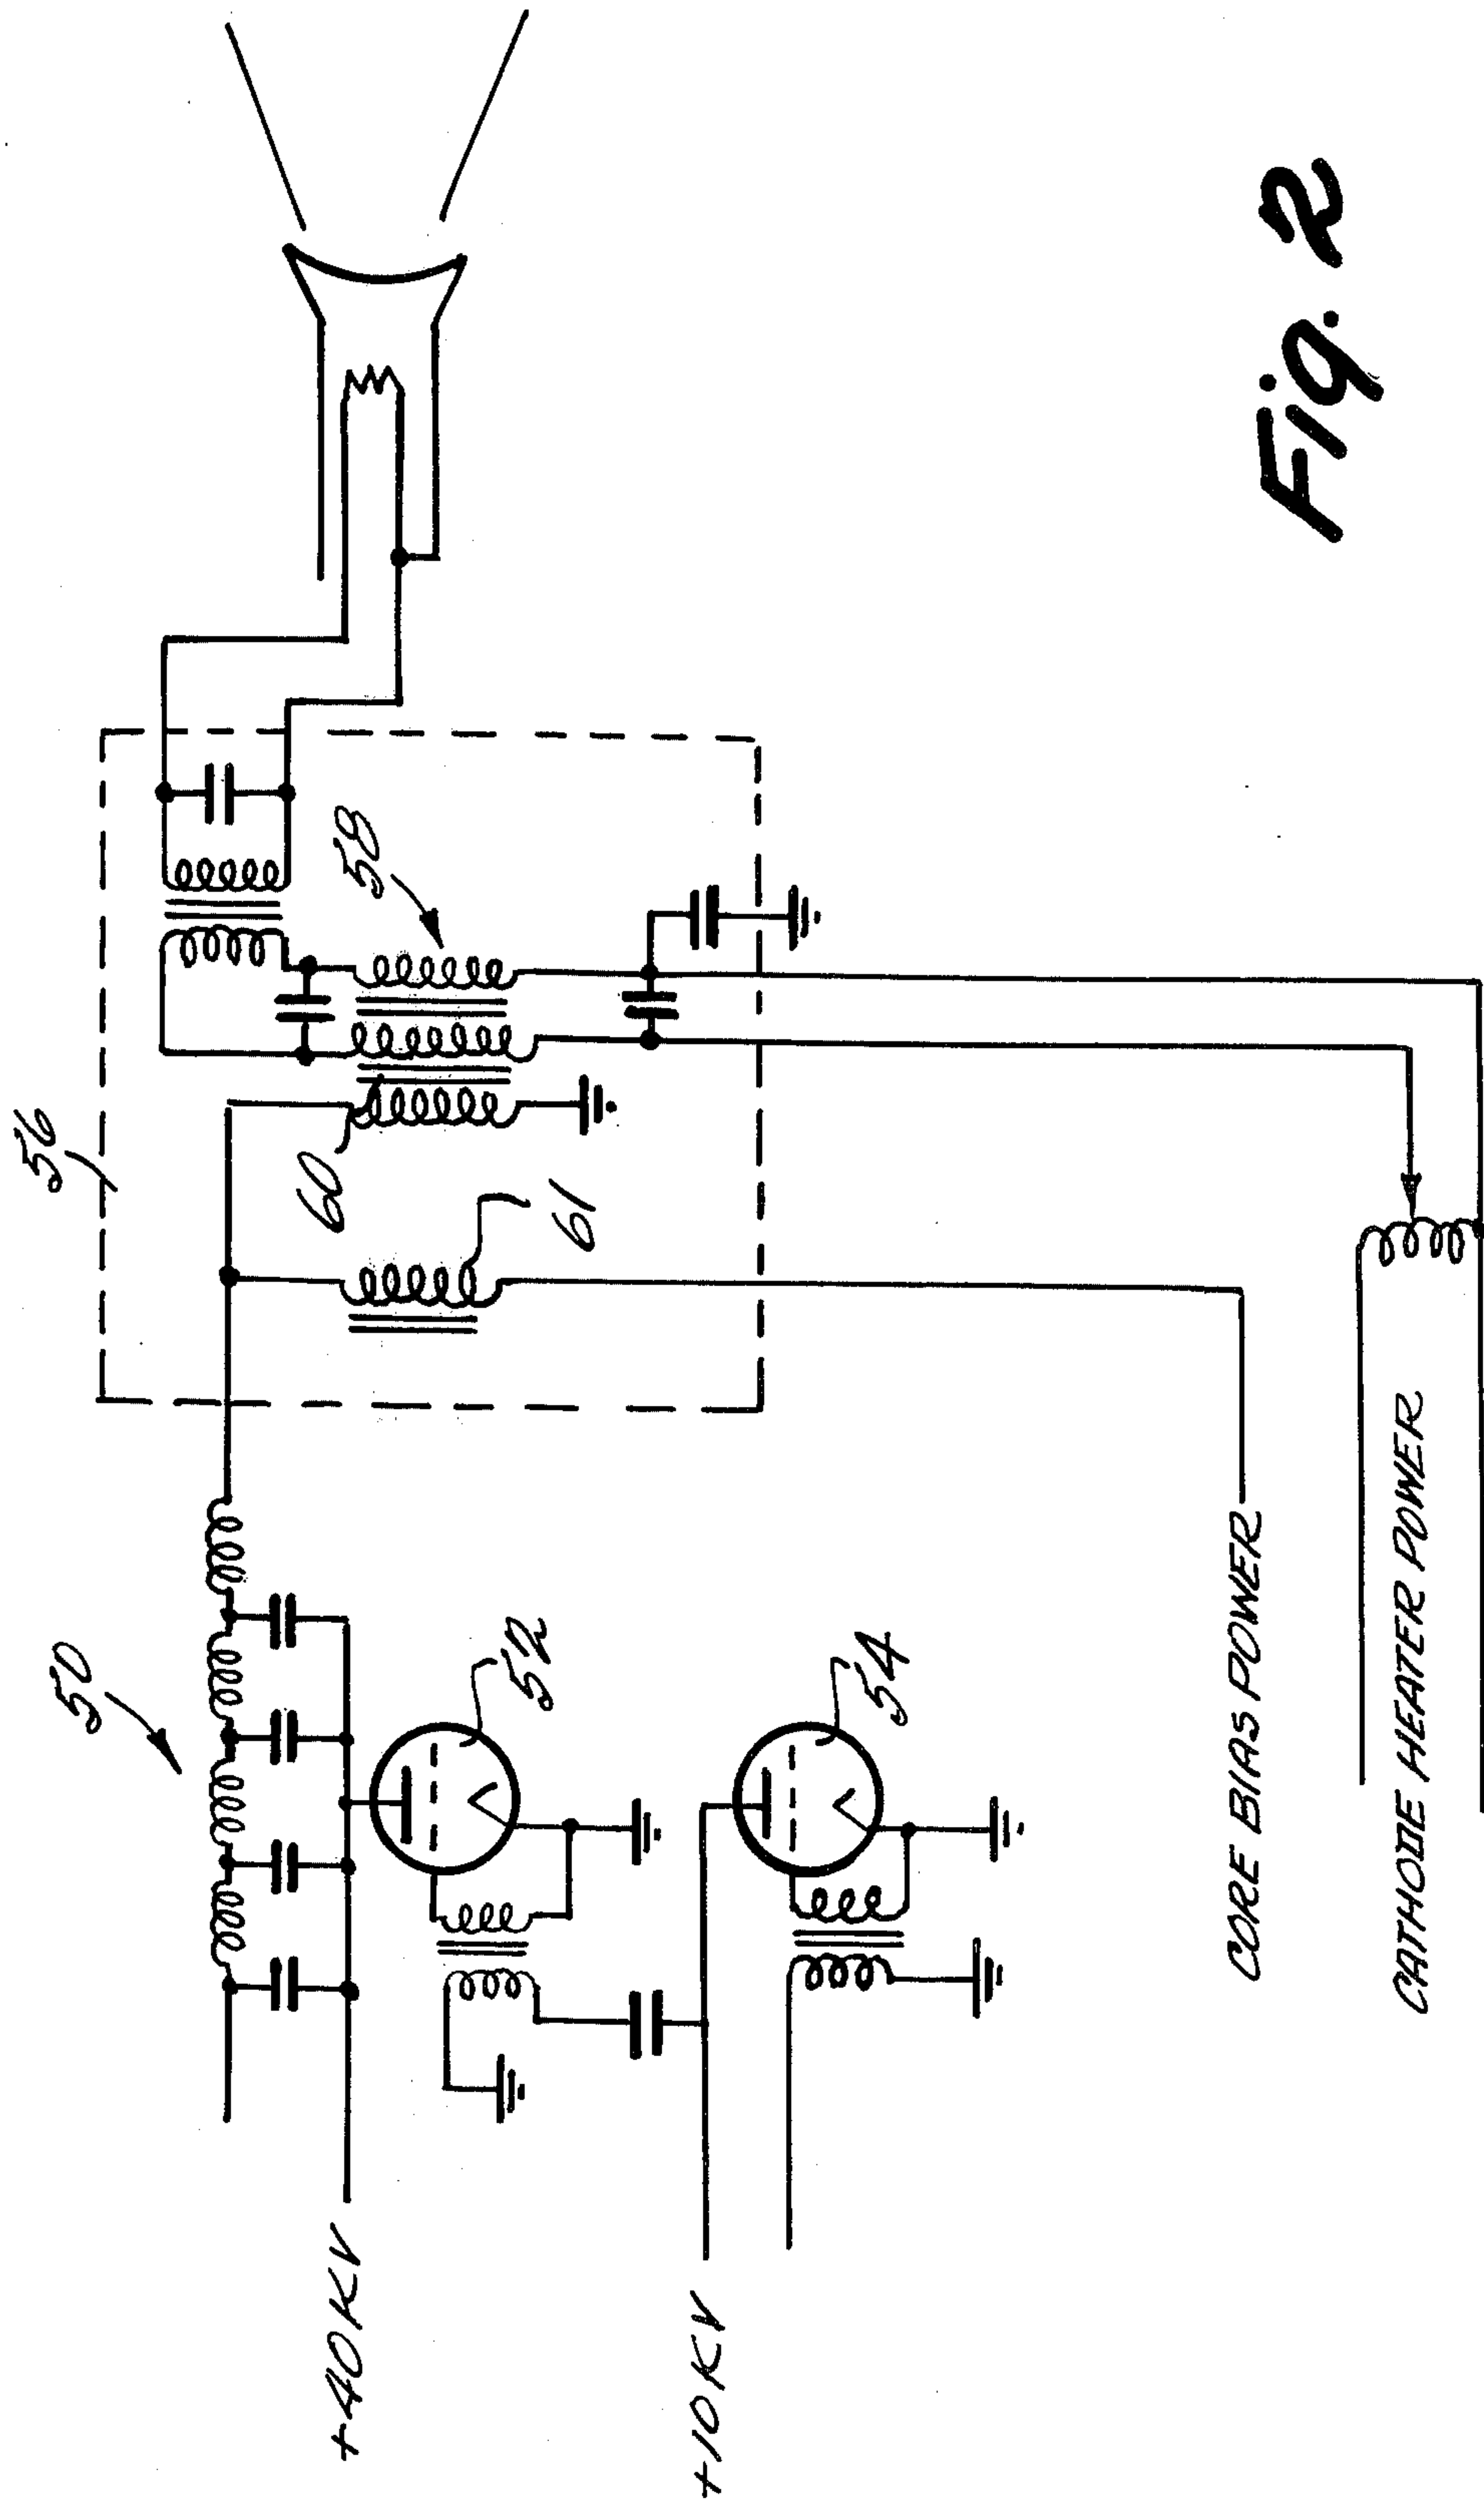 56
58
60
61
50
52
54
+40KV
+10KV
CORE BIAS POWER
CATHODE HEATER POWER
Fig. 2